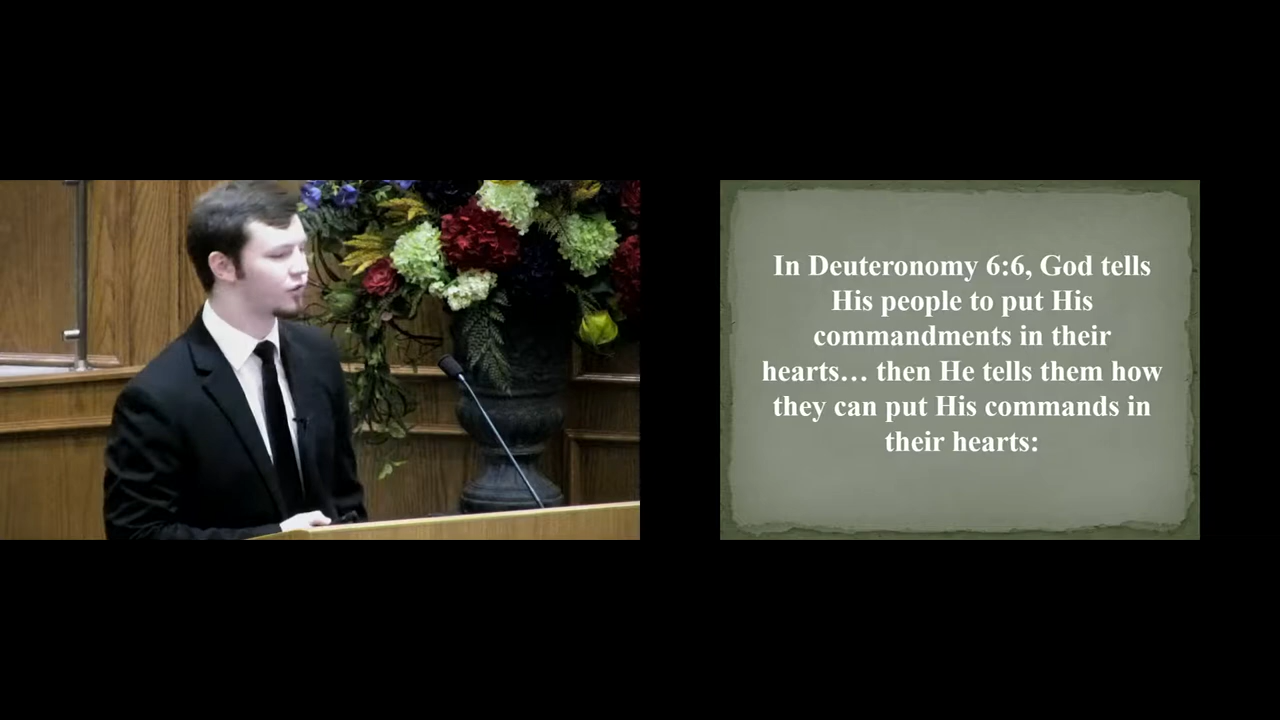 In Deuteronomy 6:6, God tells
His people to put His
commandments in their
hearts… then He tells them how
they can put His commands in
their hearts: